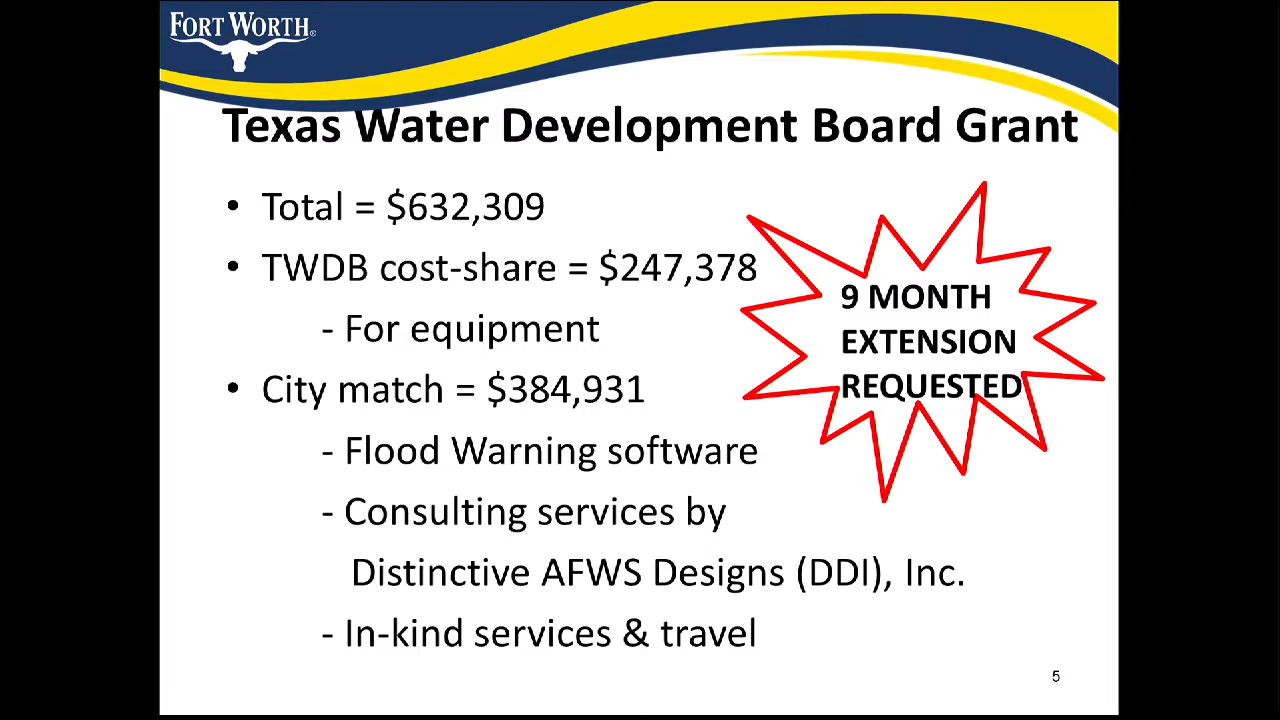 FORT WORTH®
Texas Water Development Board Grant
• Total = $632,309
• TWDB cost-share = $247,378
- For equipment
• City match = $384,931
- Flood Warning software
- Consulting services by
Distinctive AFWS Designs (DDI), Inc.
- In-kind services & travel
9 MONTH
EXTENSION
REQUESTED
5